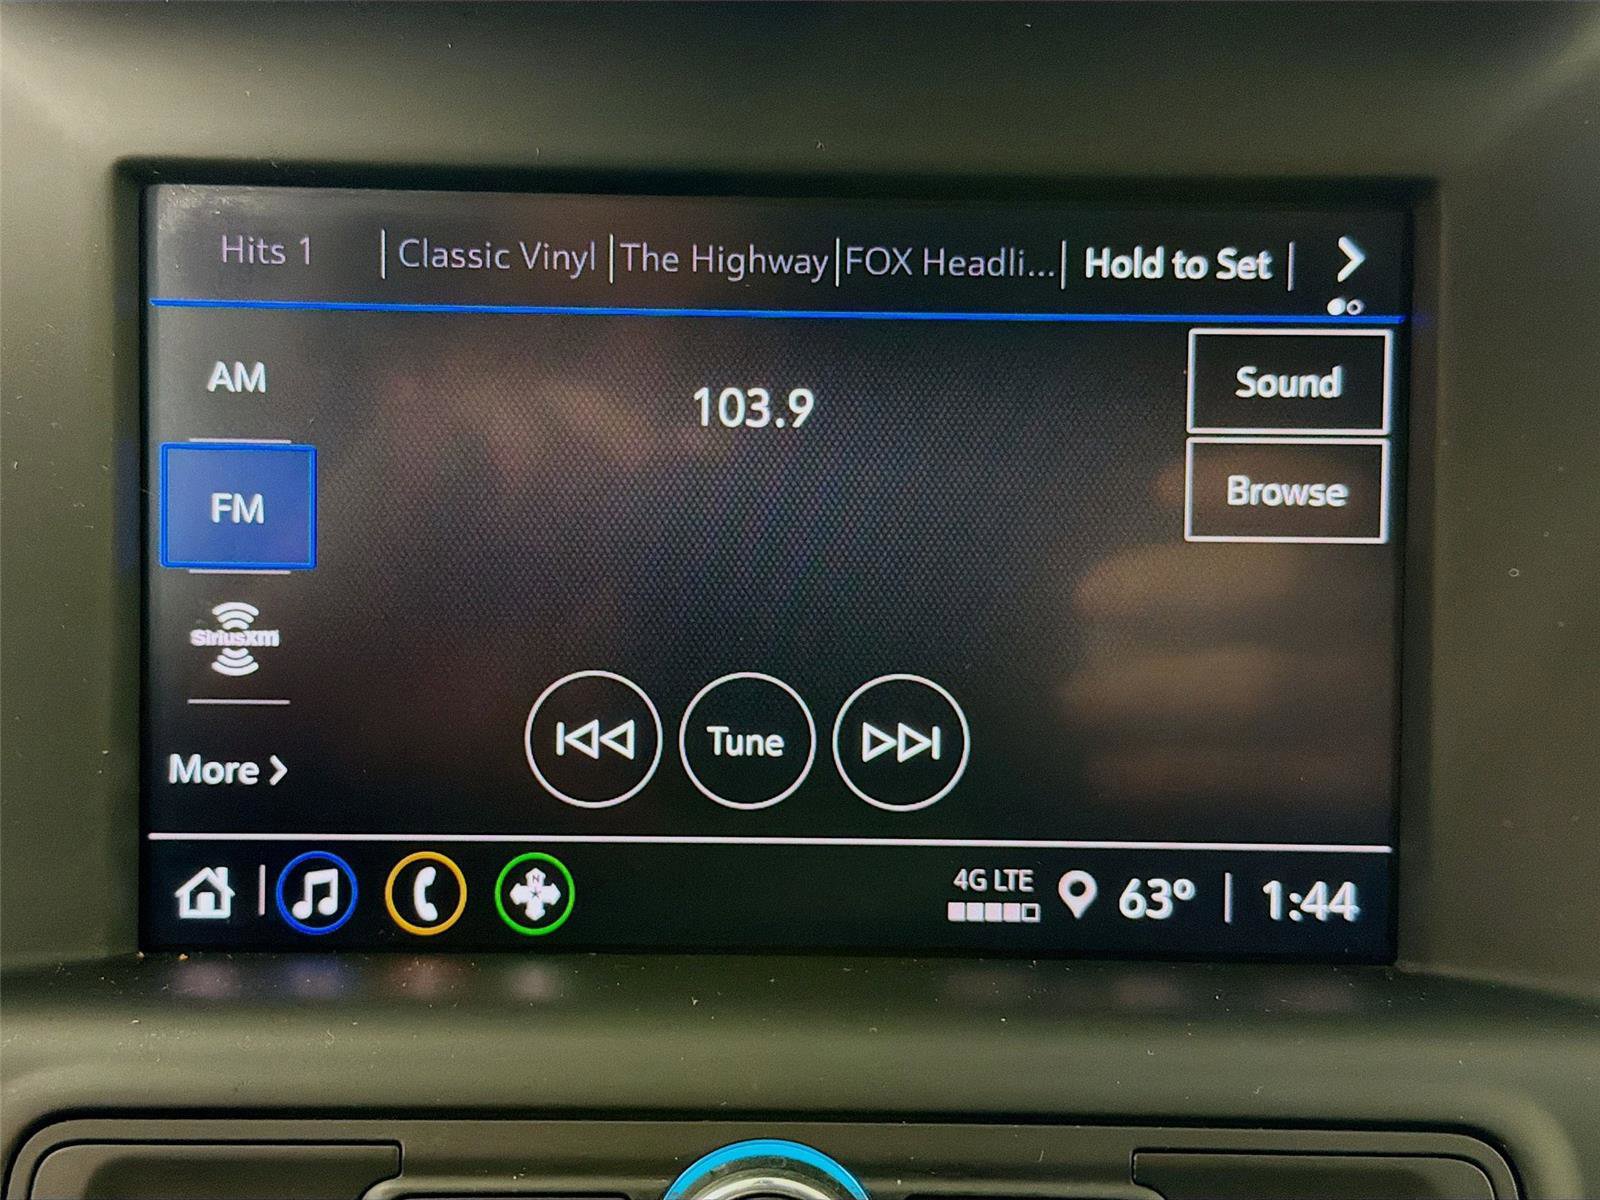 Hits 1 | Classic Vinyl | The Highway | FOX Headli... | Hold to Set |
AM
103.9
Sound
FM
Browse
SiriusXM
Tune
More
4G LTE
63° | 1:44
N